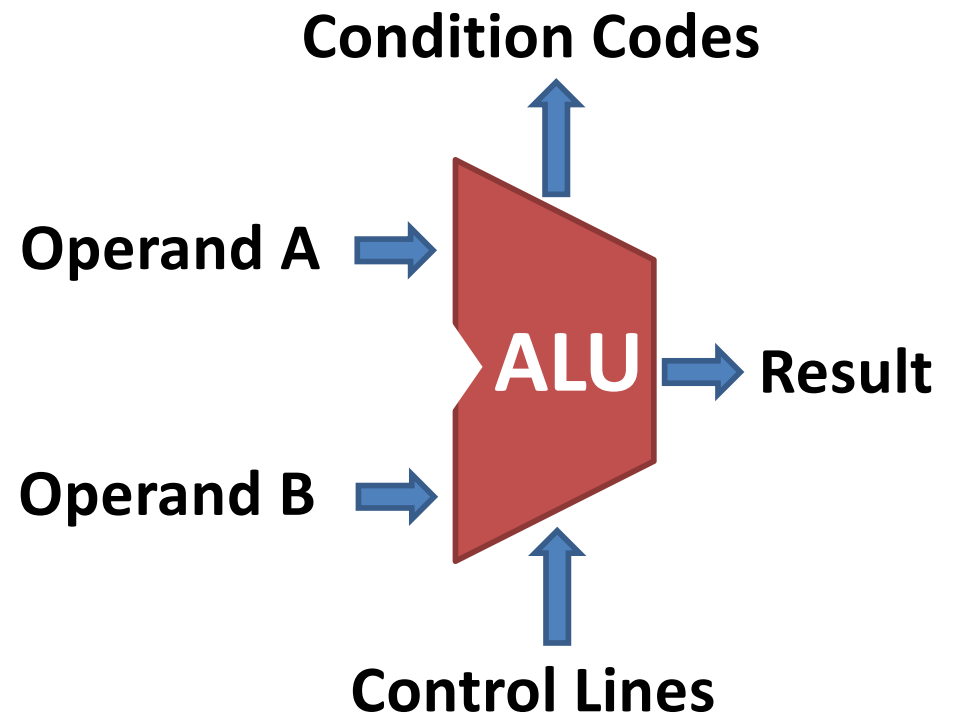 Condition Codes
Operand A
ALU
Result
Operand B
Control Lines